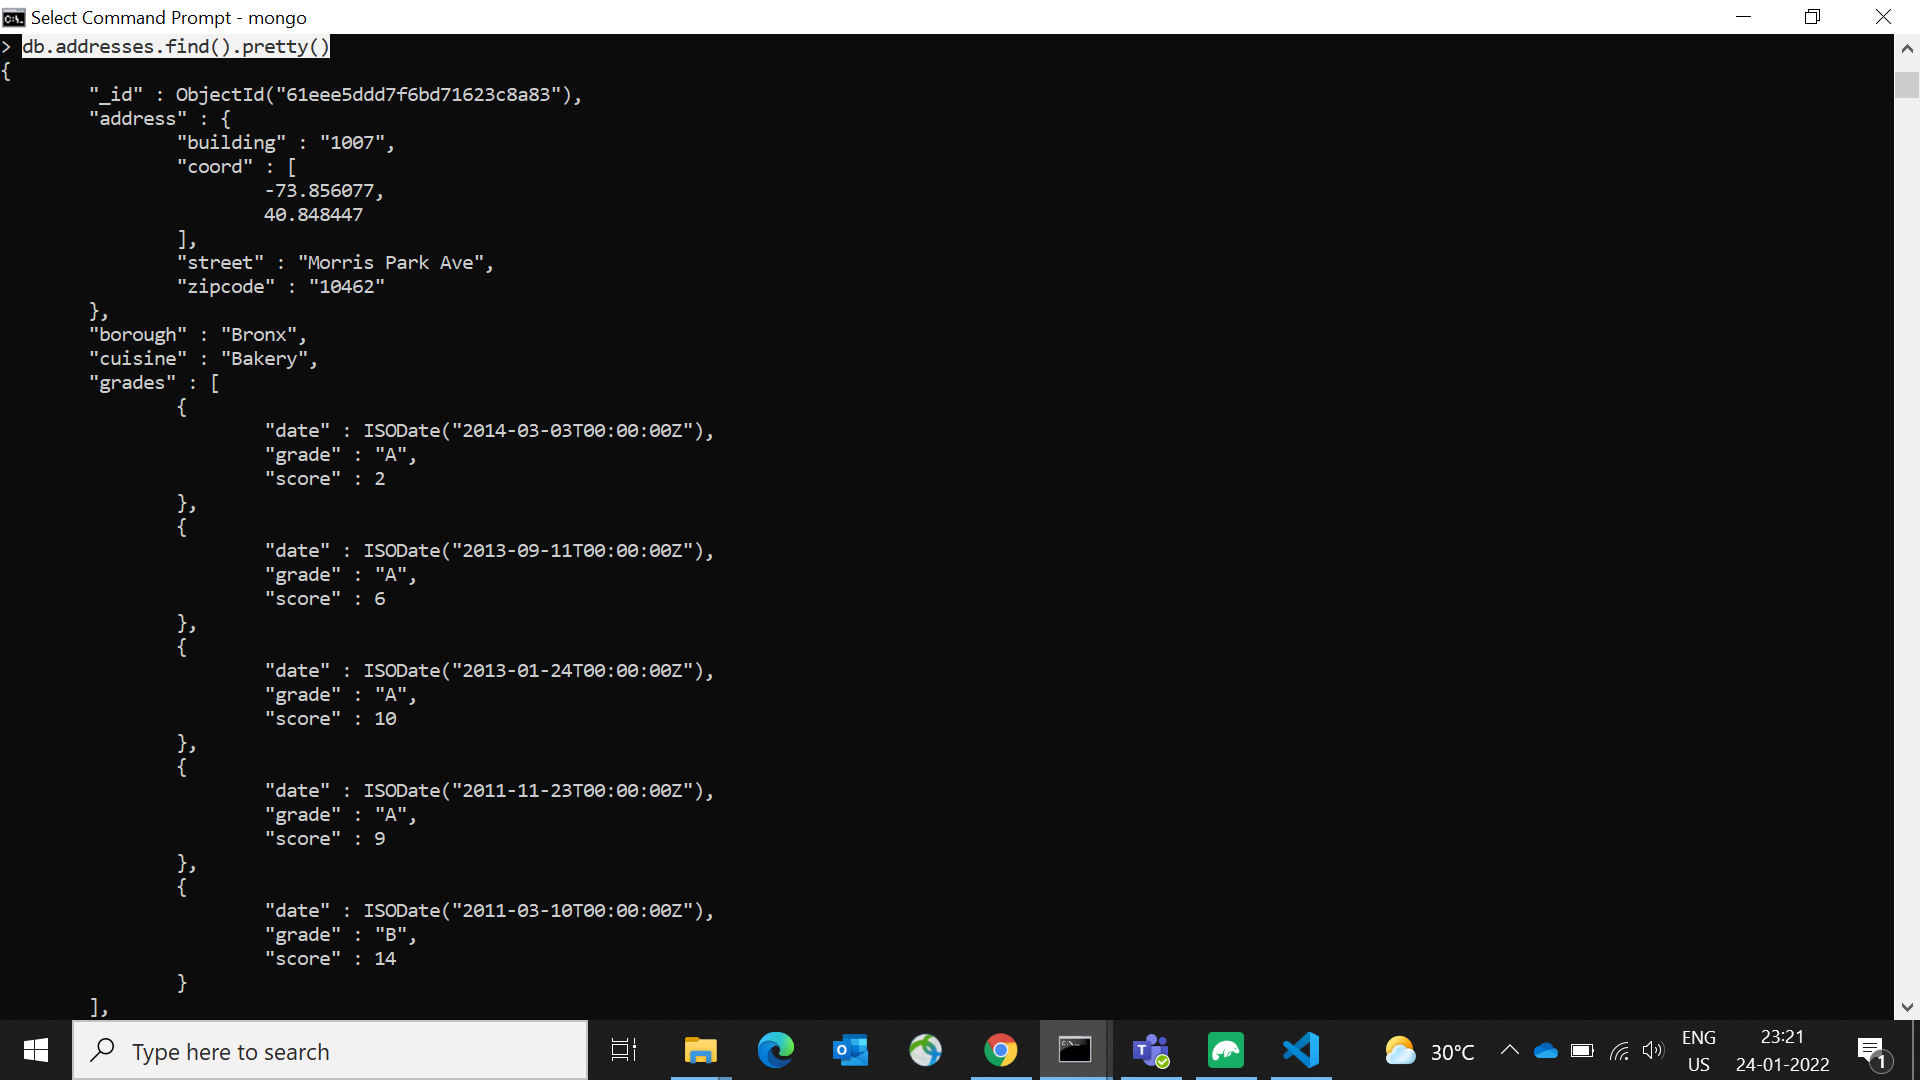 Select Command Prompt - mongo
> db.addresses.find().pretty()
{
"_id" : ObjectId("61eee5ddd7f6bd71623c8a83"),
"address" : {
"building" : "1007",
"coord" : [
-73.856077,
40.848447
],
"street" : "Morris Park Ave",
"zipcode" : "10462"
},
"borough" : "Bronx",
"cuisine" : "Bakery",
"grades" : [
{
"date" : ISODate("2014-03-03T00:00:00Z"),
"grade" : "A",
"score" : 2
},
{
"date" : ISODate("2013-09-11T00:00:00Z"),
"grade" : "A",
"score" : 6
},
{
"date" : ISODate("2013-01-24T00:00:00Z"),
"grade" : "A",
"score" : 10
},
{
"date" : ISODate("2011-11-23T00:00:00Z"),
"grade" : "A",
"score" : 9
},
{
"date" : ISODate("2011-03-10T00:00:00Z"),
"grade" : "B",
"score" : 14
}
],
Type here to search
30°C
ENG
US
23:21
24-01-2022
1